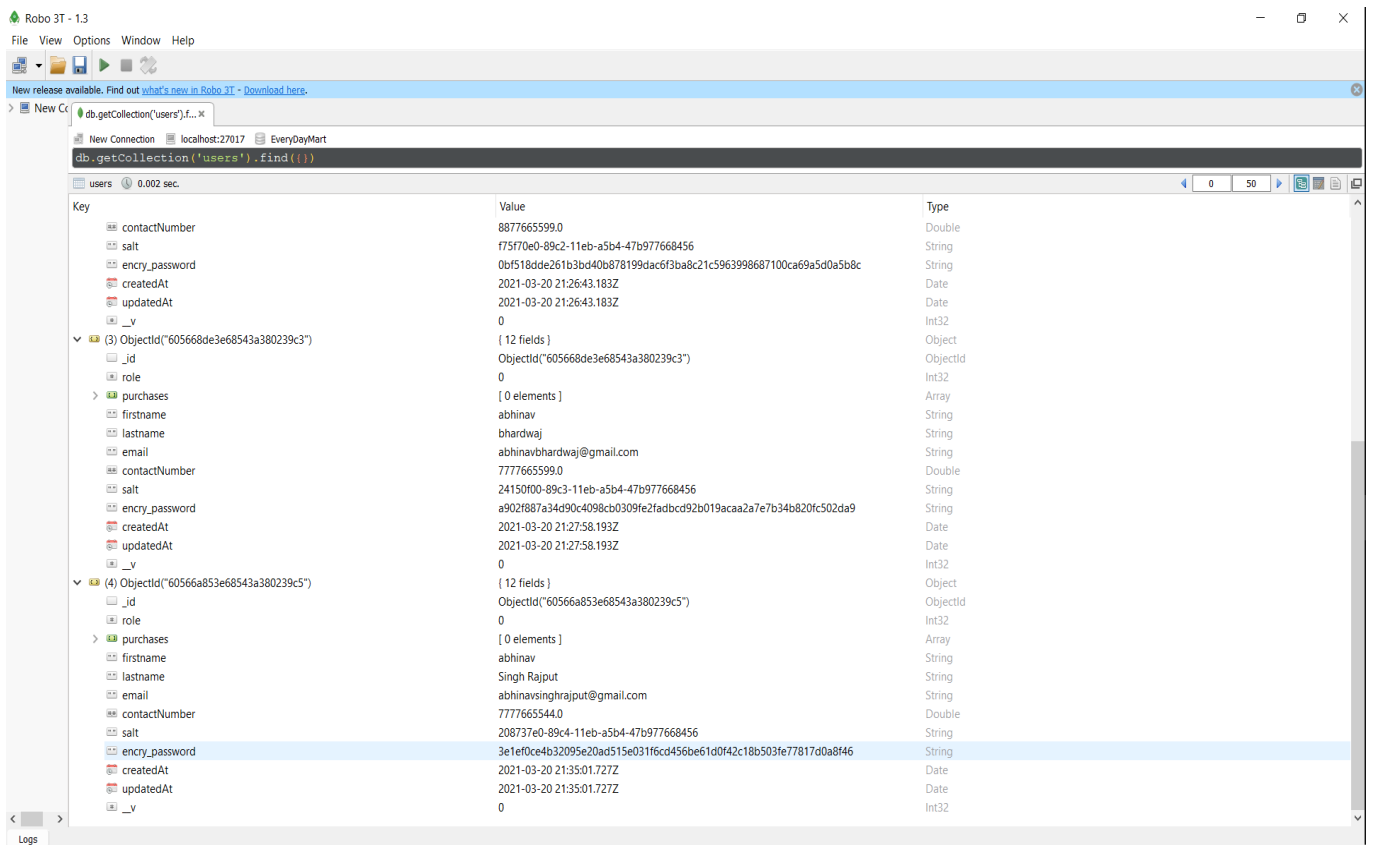 Robo 3T - 1.3
File View Options Window Help
New release available. Find out what's new in Robo 3T - Download here.
New Cc
db.getCollection('users').f...
New Connection localhost:27017 EveryDayMart
db.getCollection('users').find({})
users 0.002 sec. 0 50
Key Value Type
contactNumber 8877665599.0 Double
salt f75f70e0-89c2-11eb-a5b4-47b977668456 String
encry_password 0bf518dde261b3bd40b878199dac6f3ba8c21c5963998687100ca69a5d0a5b8c String
createdAt 2021-03-20 21:26:43.183Z Date
updatedAt 2021-03-20 21:26:43.183Z Date
__v 0 Int32
(3) ObjectId("605668de3e68543a380239c3") { 12 fields } Object
_id ObjectId("605668de3e68543a380239c3") ObjectId
role 0 Int32
purchases [ 0 elements ] Array
firstname abhinav String
lastname bhardwaj String
email abhinavbhardwaj@gmail.com String
contactNumber 7777665599.0 Double
salt 24150f00-89c3-11eb-a5b4-47b977668456 String
encry_password a902f887a34d90c4098cb0309fe2fadbcd92b019acaa2a7e7b34b820fc502da9 String
createdAt 2021-03-20 21:27:58.193Z Date
updatedAt 2021-03-20 21:27:58.193Z Date
__v 0 Int32
(4) ObjectId("60566a853e68543a380239c5") { 12 fields } Object
_id ObjectId("60566a853e68543a380239c5") ObjectId
role 0 Int32
purchases [ 0 elements ] Array
firstname abhinav String
lastname Singh Rajput String
email abhinavsinghrajput@gmail.com String
contactNumber 7777665544.0 Double
salt 208737e0-89c4-11eb-a5b4-47b977668456 String
encry_password 3e1ef0ce4b32095e20ad515e031f6cd456be61d0f42c18b503fe77817d0a8f46 String
createdAt 2021-03-20 21:35:01.727Z Date
updatedAt 2021-03-20 21:35:01.727Z Date
__v 0 Int32
Logs